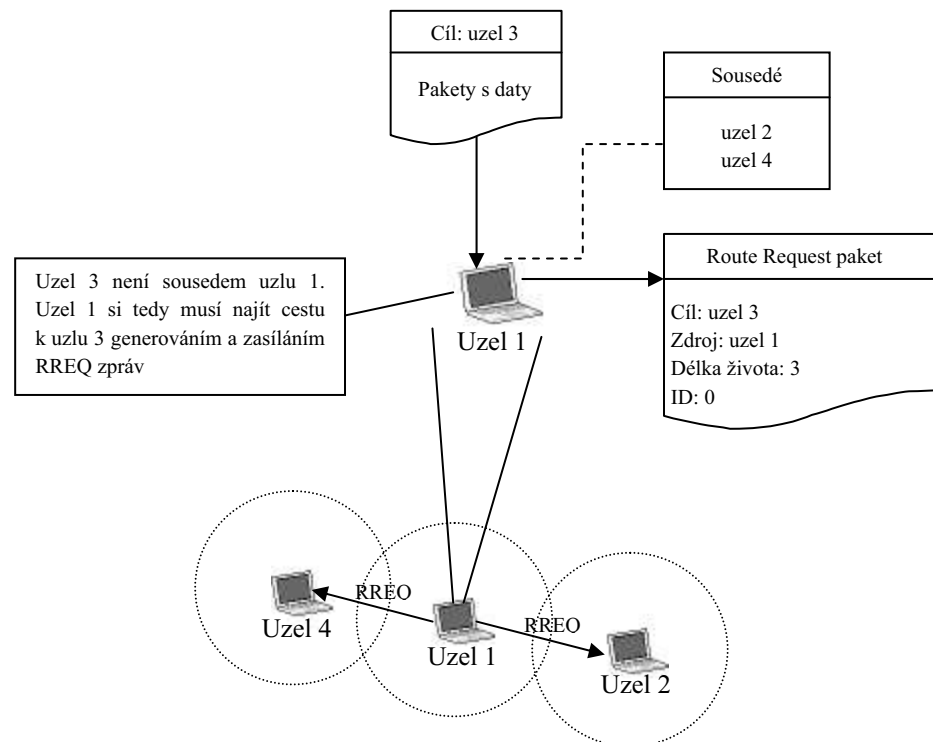 Cíl: uzel 3
Pakety s daty
Sousedé
uzel 2
uzel 4
Uzel 3 není sousedem uzlu 1.
Uzel 1 si tedy musí najít cestu
k uzlu 3 generováním a zasíláním
RREQ zpráv
Uzel 1
Route Request paket
Cíl: uzel 3
Zdroj: uzel 1
Délka života: 3
ID: 0
RREO
RREO
Uzel 4
Uzel 1
Uzel 2